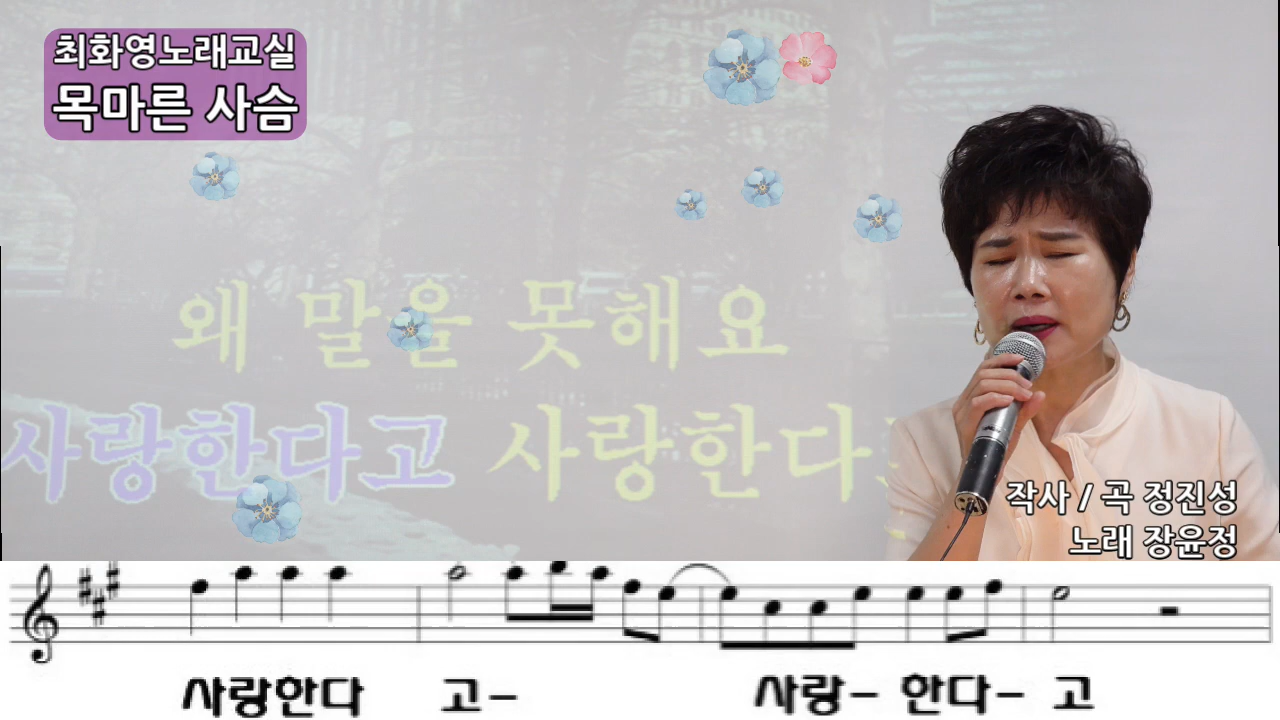 최화영노래교실
목마른 사슴
왜 말을 못해요
사랑한다고 사랑한다고
작사 / 곡 정진성
노래 장윤정
사랑한다 고- 사랑- 한다- 고